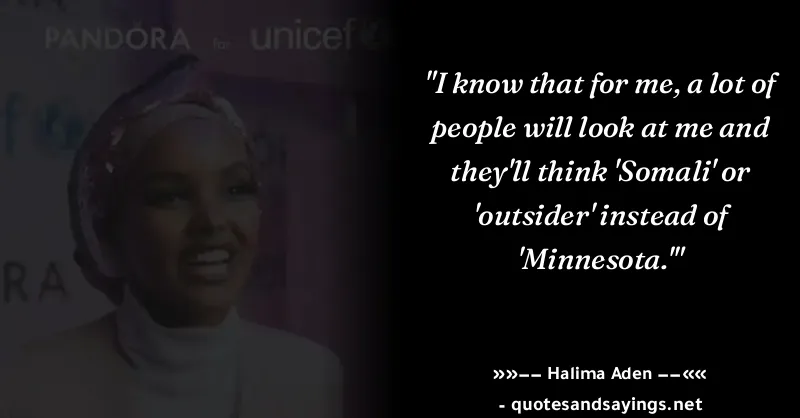 PANDÓRA for unicef
RA
"I know that for me, a lot of
people will look at me and
they'll think 'Somali' or
'outsider' instead of
'Minnesota.'"
»»−− Halima Aden −−««
- quotesandsayings.net